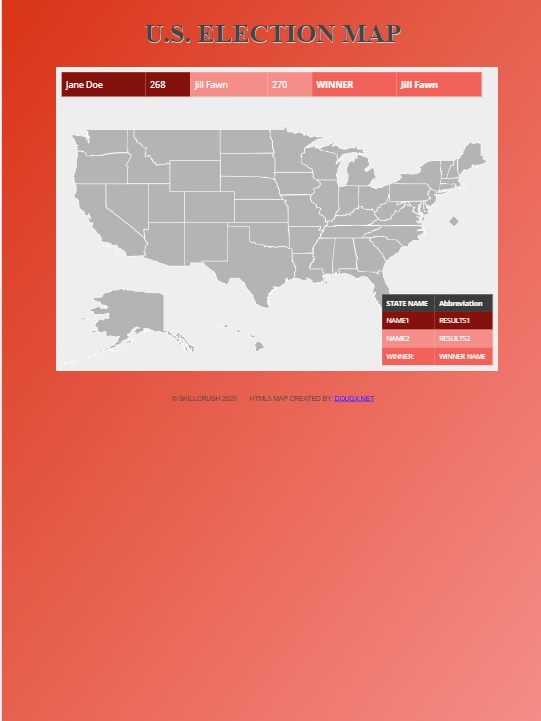 U.S. ELECTION MAP
Jane Doe 268 Jill Fawn 270 WINNER Jill Fawn
STATE NAME Abbreviation
NAME1 RESULTS1
NAME2 RESULTS2
WINNER: WINNER NAME
© SKILLCRUSH 2020 HTML5 MAP CREATED BY: DOUGX.NET